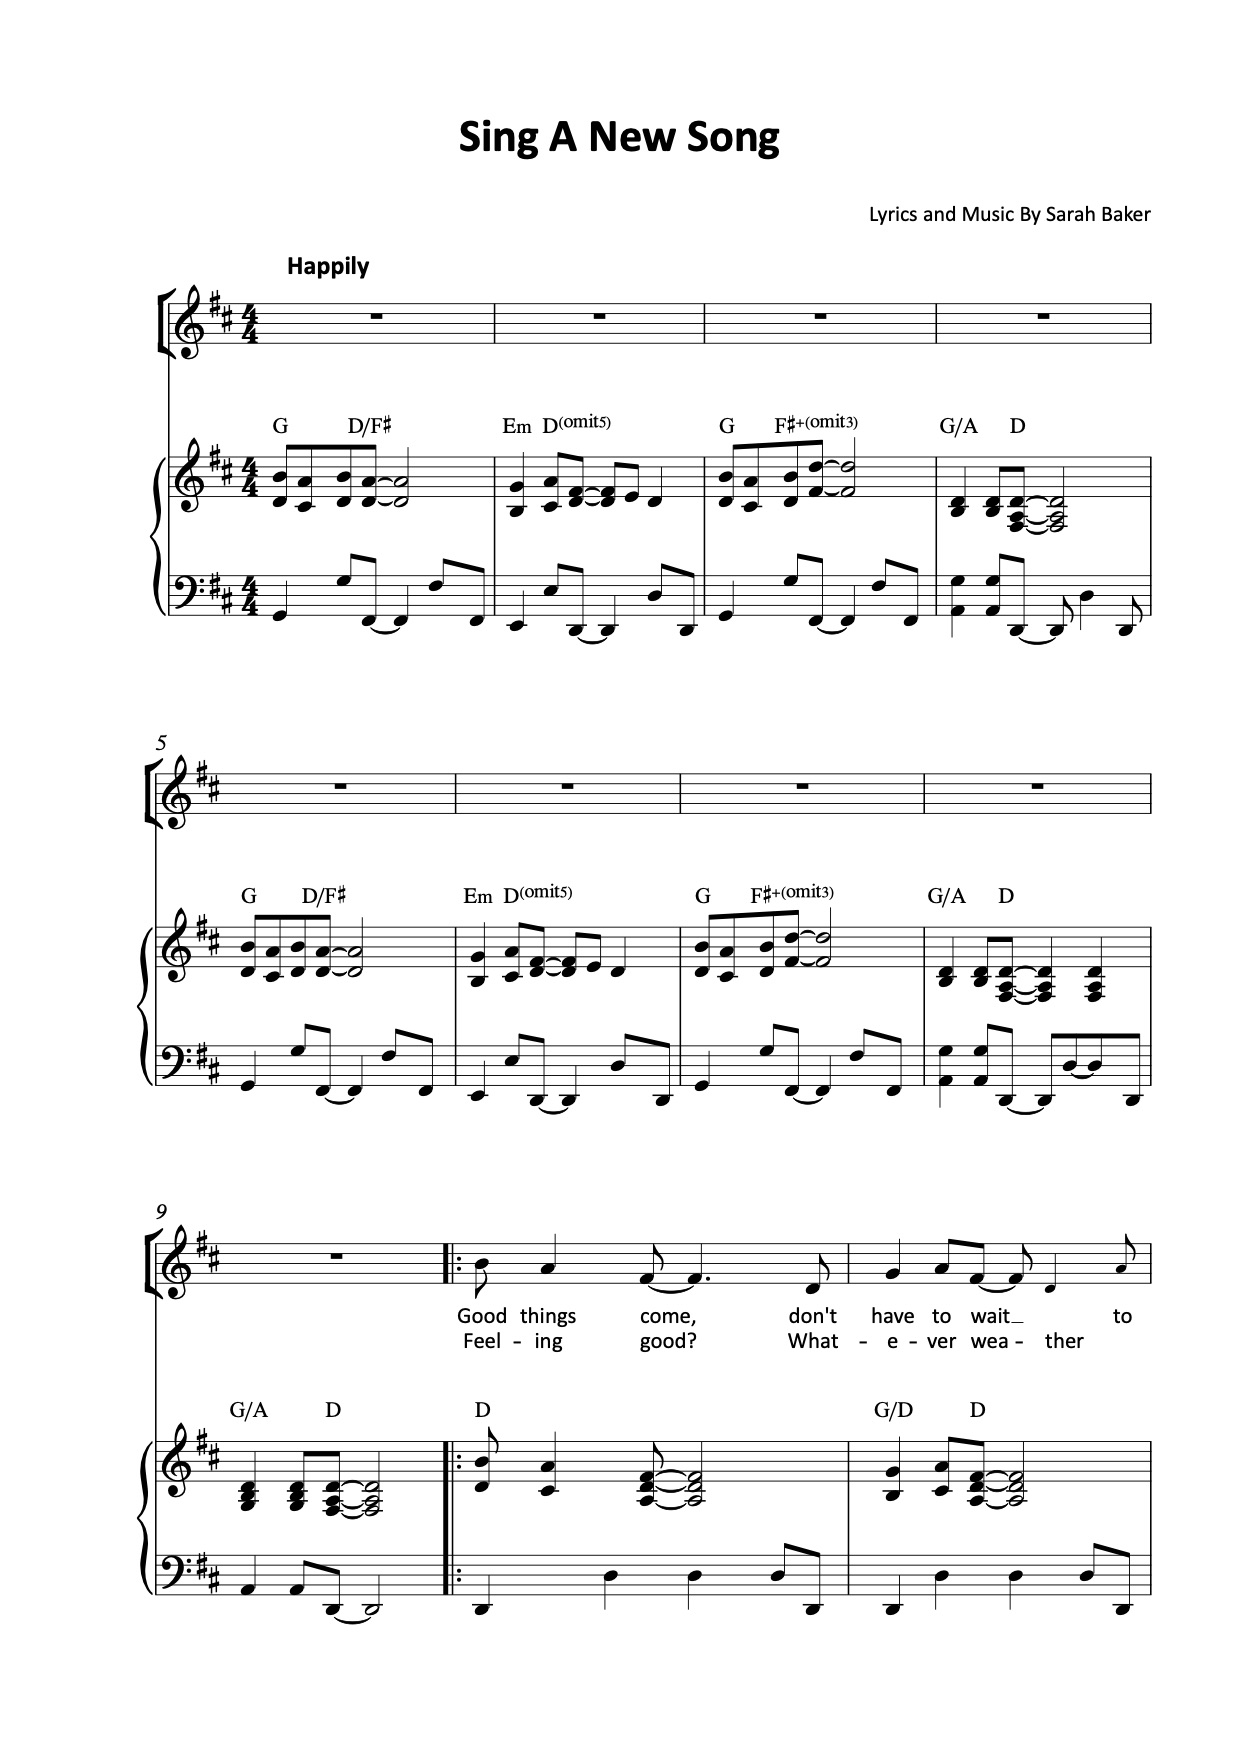 Sing A New Song
Lyrics and Music By Sarah Baker
Happily
G D/F♯ Em D(omit5) G F♯+(omit3) G/A D
5
G D/F♯ Em D(omit5) G F♯+(omit3) G/A D
9
Good things come, don't have to wait_ to
Feel - ing good? What - e - ver wea - ther
G/A D D G/D D